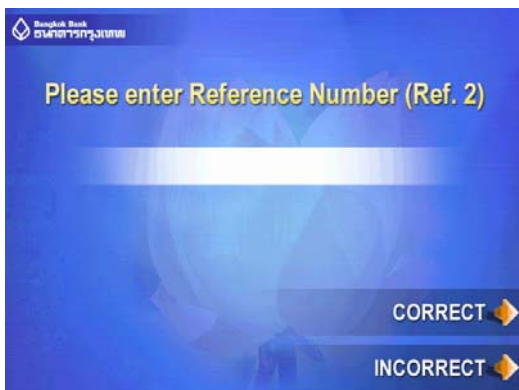 Bangkok Bank
ธนาคารกรุงเทพ
Please enter Reference Number (Ref. 2)
CORRECT
INCORRECT